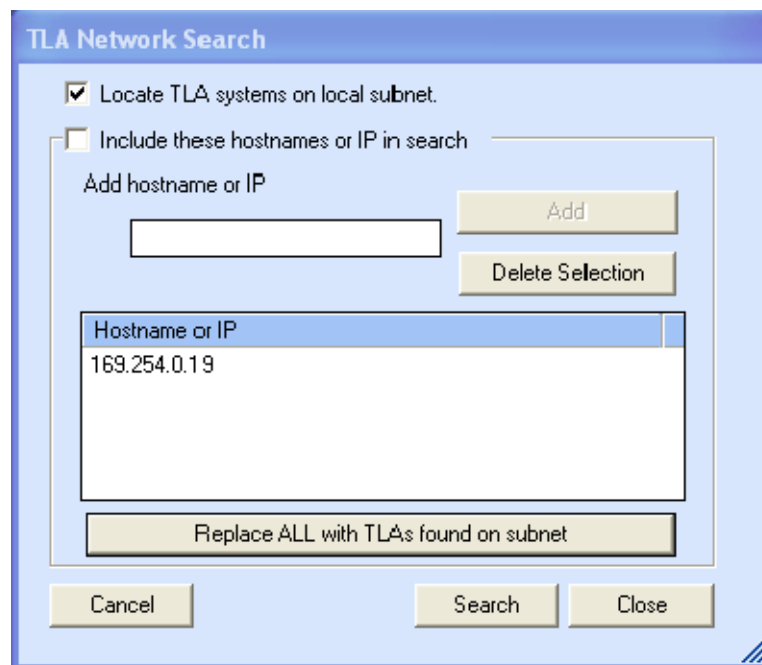 TLA Network Search
Locate TLA systems on local subnet.
Include these hostnames or IP in search
Add hostname or IP
Add
Delete Selection
Hostname or IP
169.254.0.19
Replace ALL with TLAs found on subnet
Cancel Search Close